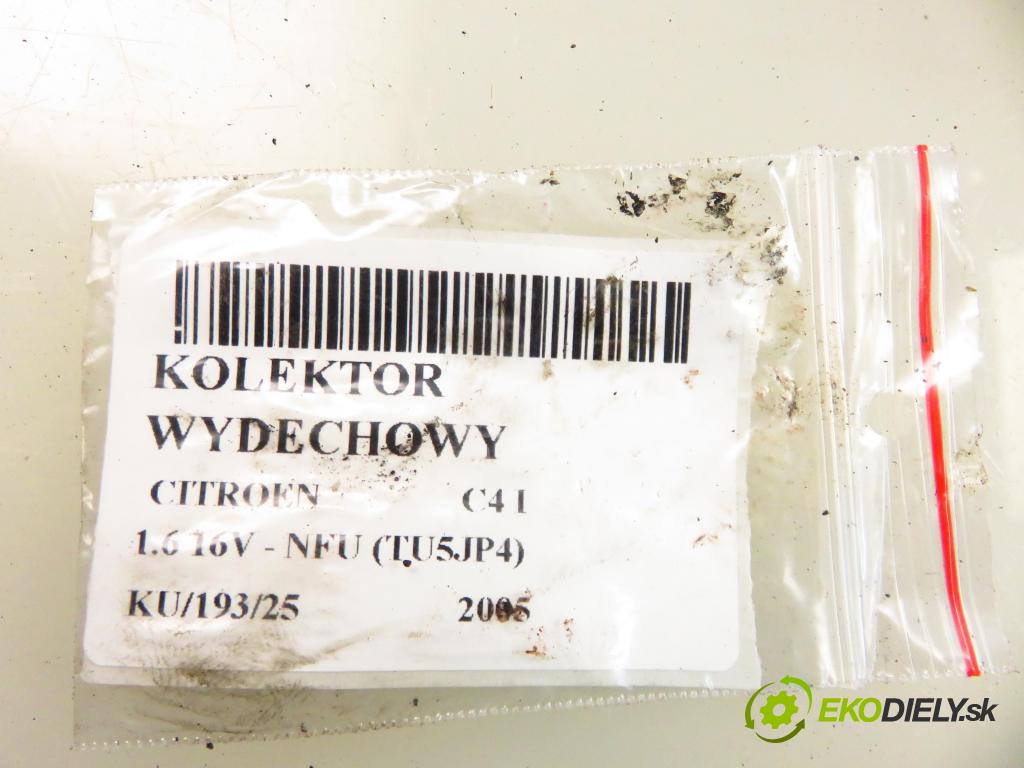 KOLEKTOR
WYDECHOWY
CITROEN C4 I
1.6 16V - NFU (TU5JP4)
KU/193/25 2005
EKODIELY.sk